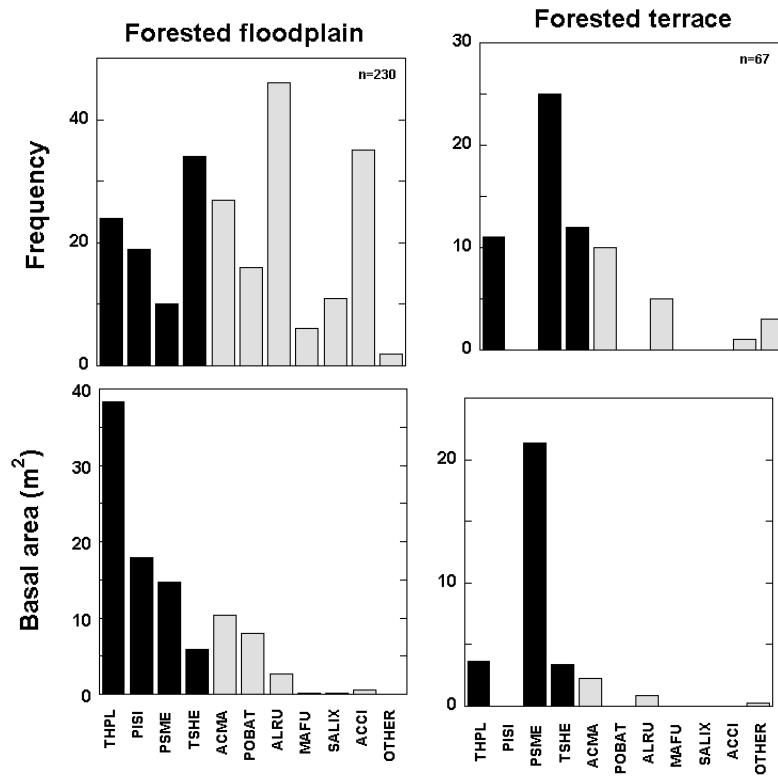 Forested floodplain
Forested terrace
n=230
n=67
Frequency
40
20
0
30
20
10
0
Basal area (m2)
40
30
20
10
0
20
10
0
THPL
PISI
PSME
TSHE
ACMA
POBAT
ALRU
MAFU
SALIX
ACCI
OTHER
THPL
PISI
PSME
TSHE
ACMA
POBAT
ALRU
MAFU
SALIX
ACCI
OTHER